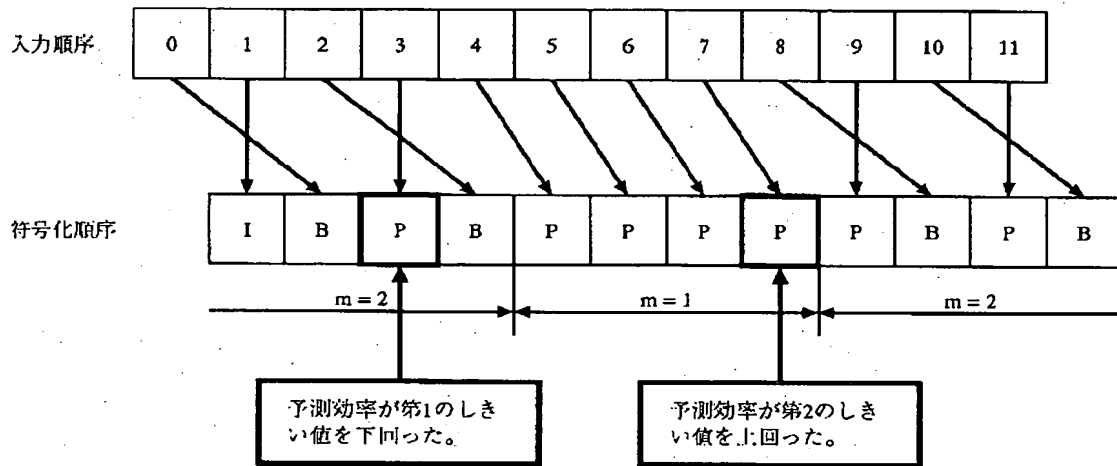 入力順序 0 1 2 3 4 5 6 7 8 9 10 11
符号化順序 I B P B P P P P P B P B
m = 2 m = 1 m = 2
予測効率が第1のしき
い値を下回った。
予測効率が第2のしき
い値を上回った。